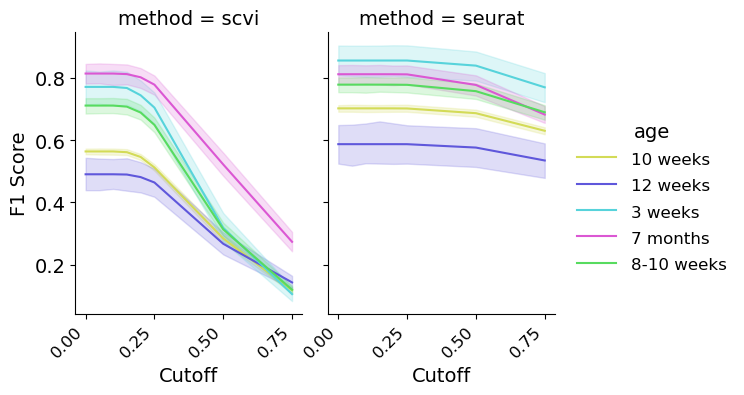 method = scvi
method = seurat
F1 Score
0.8
0.6
0.4
0.2
0.00
0.25
0.50
0.75
Cutoff
0.00
0.25
0.50
0.75
Cutoff
age
10 weeks
12 weeks
3 weeks
7 months
8-10 weeks